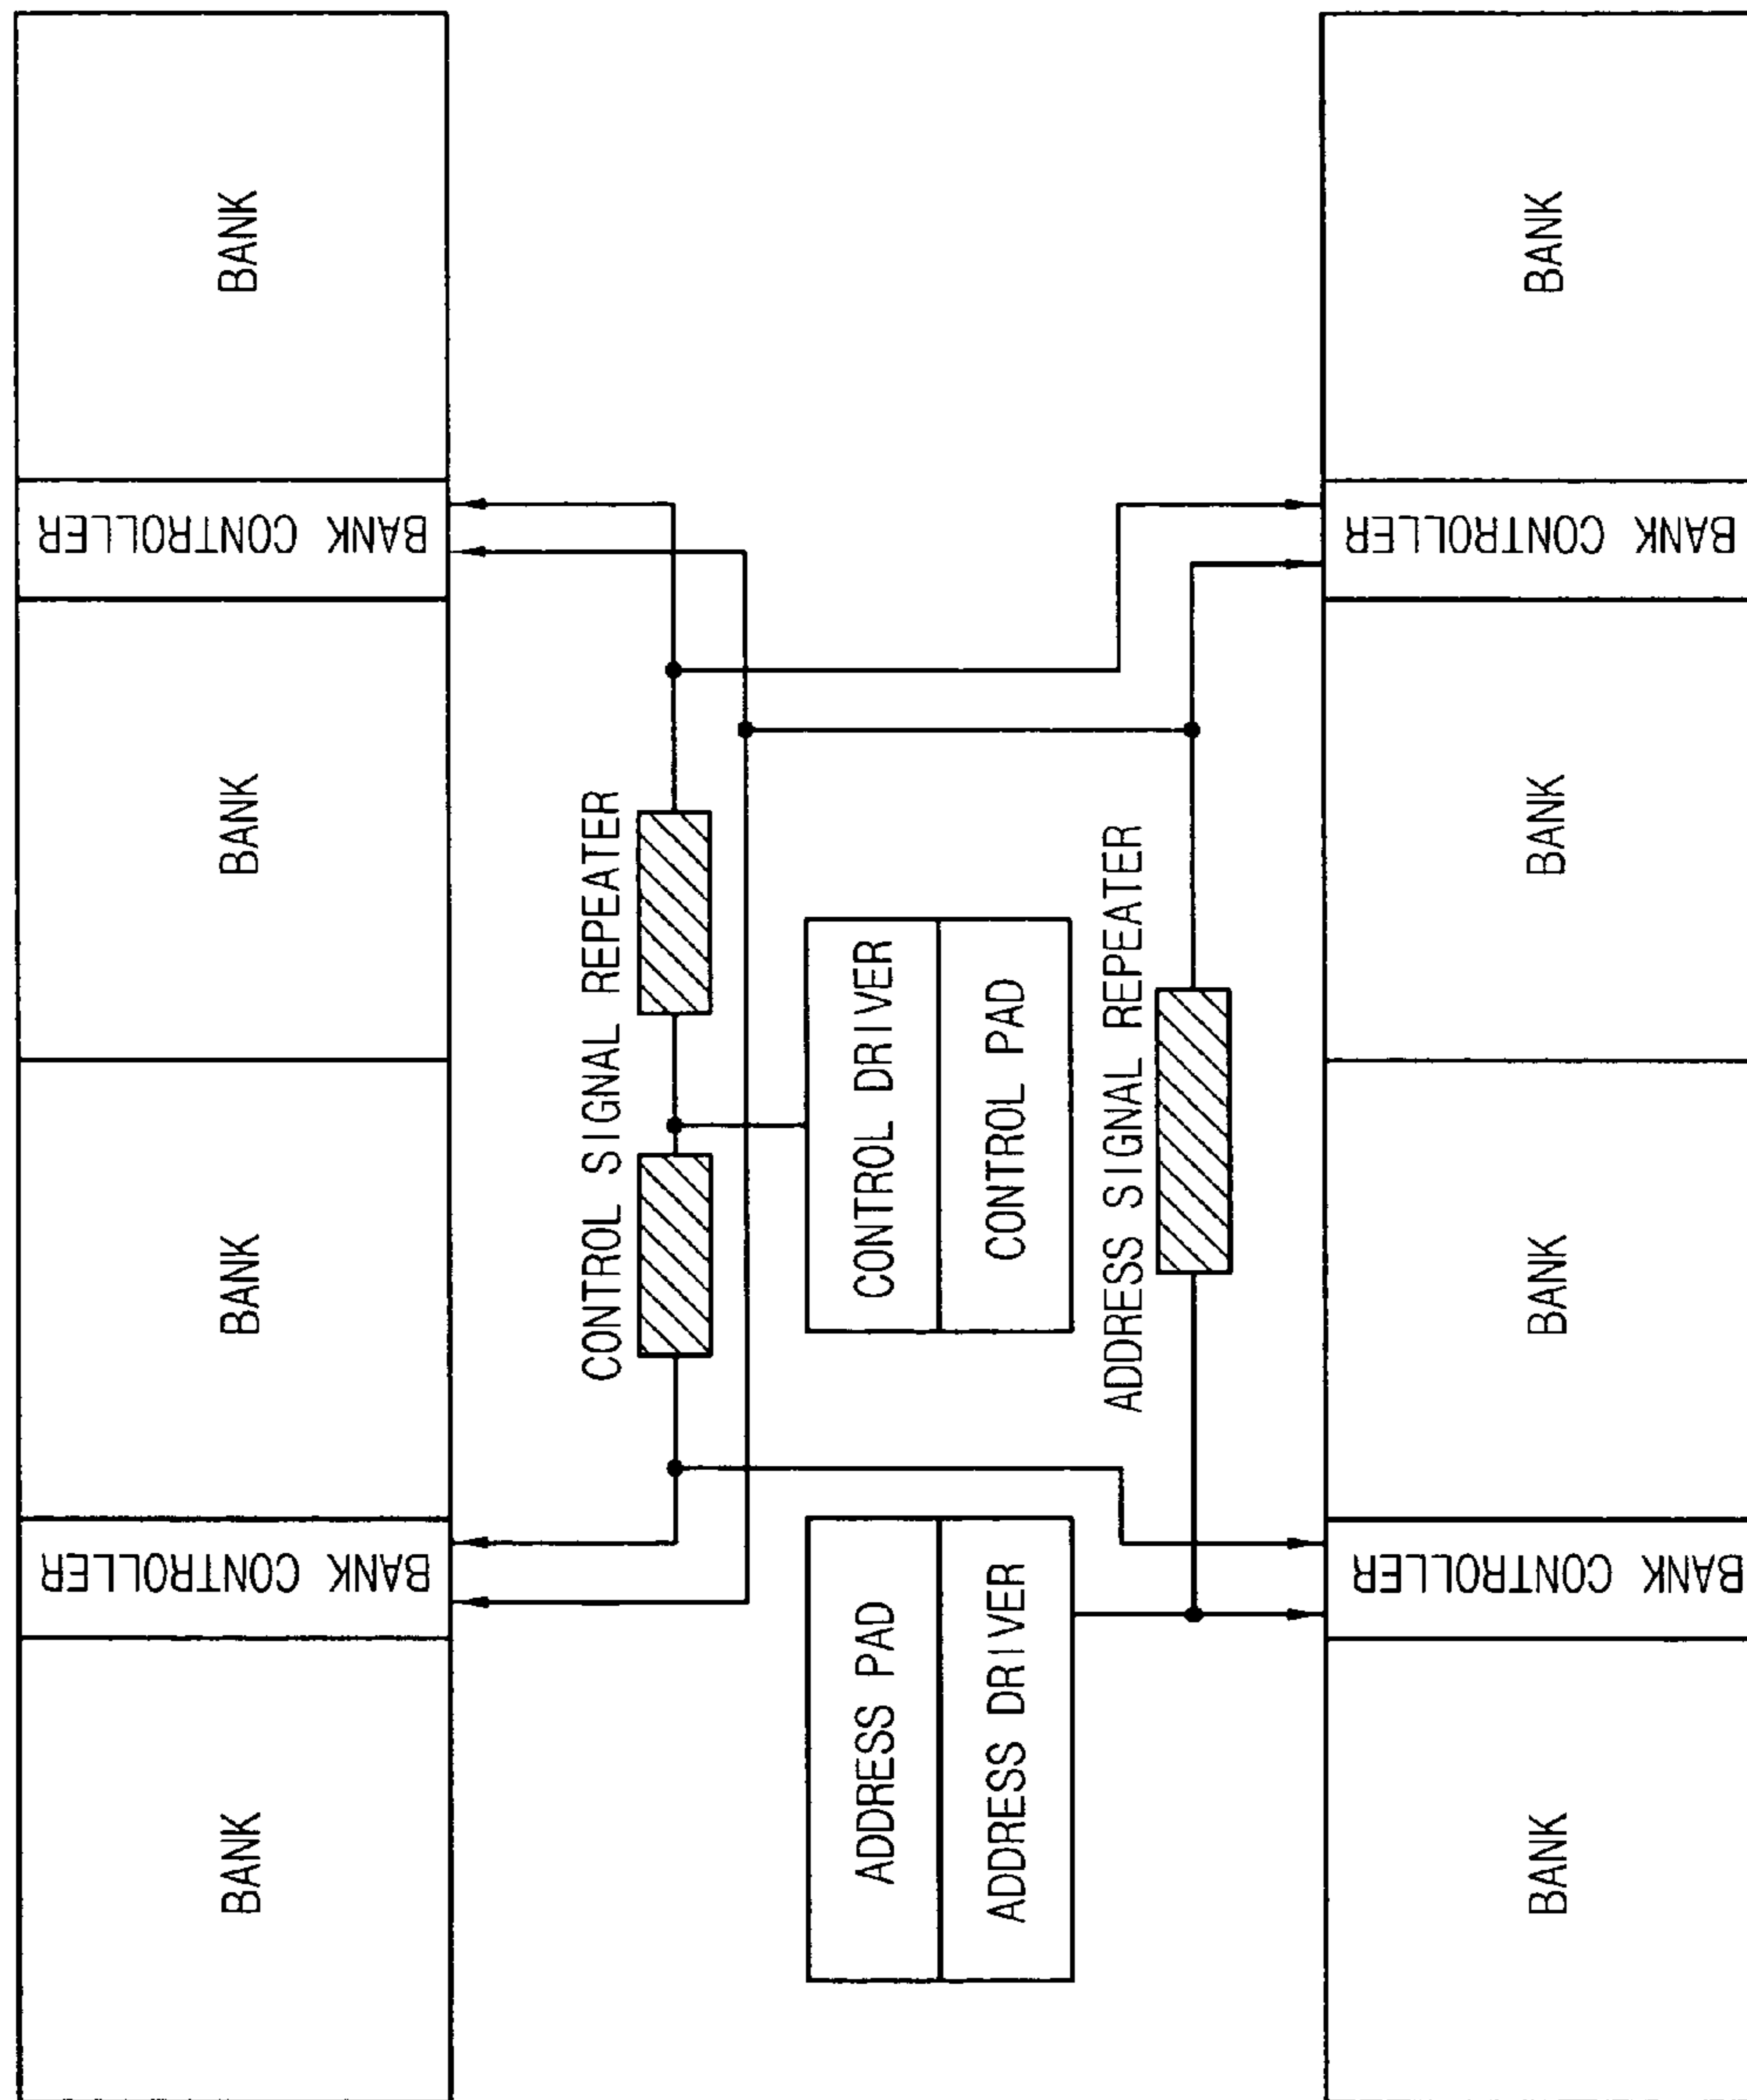 BANK
BANK CONTROLLER
BANK
BANK
BANK CONTROLLER
BANK
CONTROL SIGNAL REPEATER
ADDRESS PAD
ADDRESS DRIVER
CONTROL DRIVER
CONTROL PAD
ADDRESS SIGNAL REPEATER
BANK
BANK CONTROLLER
BANK
BANK
BANK CONTROLLER
BANK